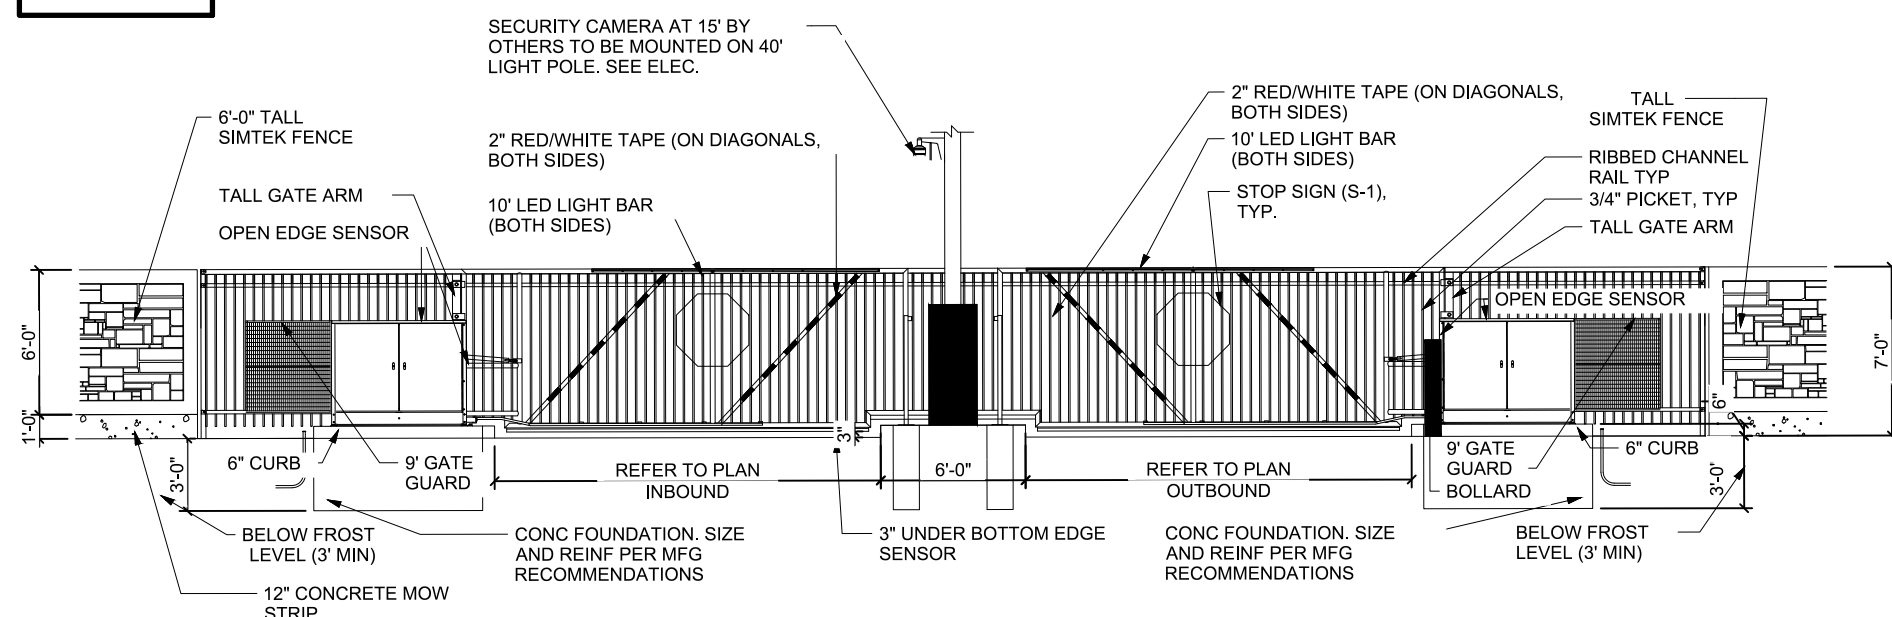 SECURITY CAMERA AT 15' BY
OTHERS TO BE MOUNTED ON 40'
LIGHT POLE. SEE ELEC.
6'-0" TALL
SIMTEK FENCE
2" RED/WHITE TAPE (ON DIAGONALS,
BOTH SIDES)
TALL GATE ARM
10' LED LIGHT BAR
(BOTH SIDES)
OPEN EDGE SENSOR
2" RED/WHITE TAPE (ON DIAGONALS,
BOTH SIDES)
10' LED LIGHT BAR
(BOTH SIDES)
STOP SIGN (S-1),
TYP.
TALL
SIMTEK FENCE
RIBBED CHANNEL
RAIL TYP
3/4" PICKET, TYP
TALL GATE ARM
OPEN EDGE SENSOR
6'-0"
1'-0"
3'-0"
7'-0"
6"
3'-0"
3"
6" CURB
9' GATE
GUARD
REFER TO PLAN
INBOUND
6'-0"
REFER TO PLAN
OUTBOUND
9' GATE
GUARD
BOLLARD
6" CURB
BELOW FROST
LEVEL (3' MIN)
CONC FOUNDATION. SIZE
AND REINF PER MFG
RECOMMENDATIONS
3" UNDER BOTTOM EDGE
SENSOR
CONC FOUNDATION. SIZE
AND REINF PER MFG
RECOMMENDATIONS
BELOW FROST
LEVEL (3' MIN)
12" CONCRETE MOW
STRIP